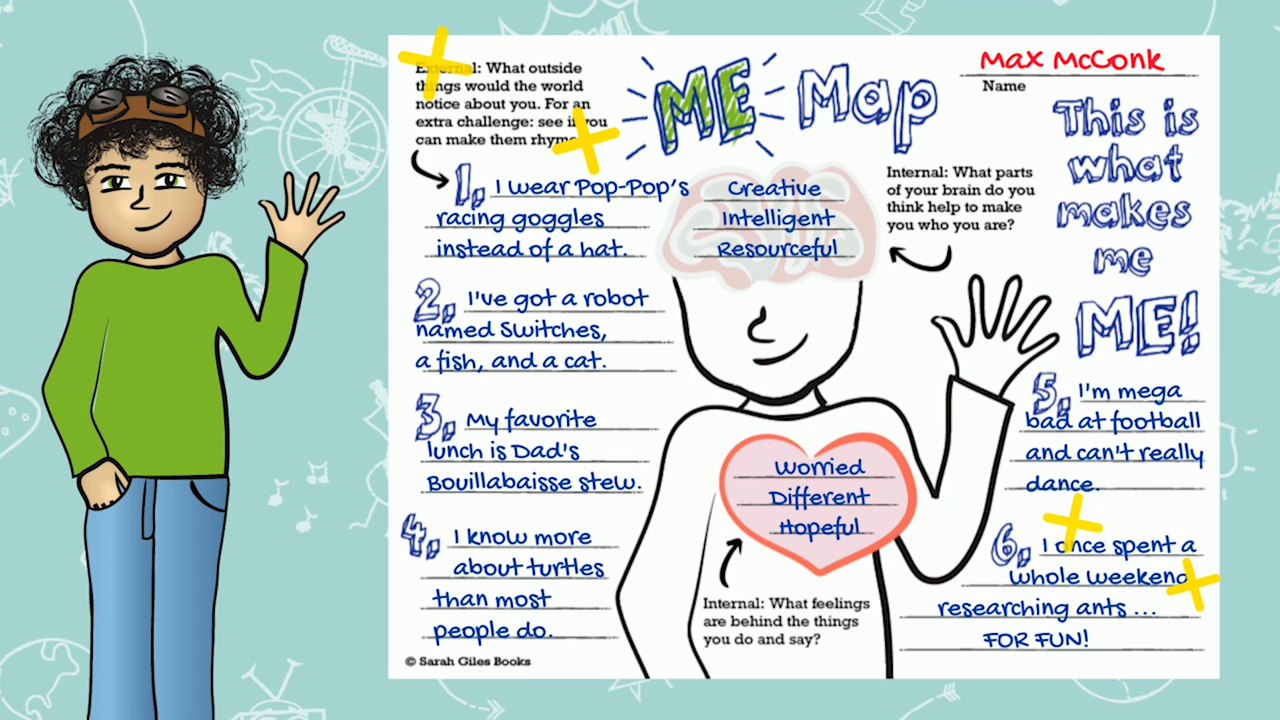 External: What outside
things would the world
notice about you. For an
extra challenge: see if you
can make them rhyme.
ME Map
Max McConk
Name
This is
what
makes
me
ME!
1, I wear Pop-Pop's
racing goggles
instead of a hat.
2, I've got a robot
named Switches,
a fish, and a cat.
3, My favorite
lunch is Dad's
Bouillabaisse stew.
4, I know more
about turtles
than most
people do.
Creative
Intelligent
Resourceful
Internal: What parts
of your brain do you
think help to make
you who you are?
Worried
Different
Hopeful
Internal: What feelings
are behind the things
you do and say?
5, I'm mega
bad at football
and can't really
dance.
6, I once spent a
whole weekend
researching ants ...
FOR FUN!
© Sarah Giles Books